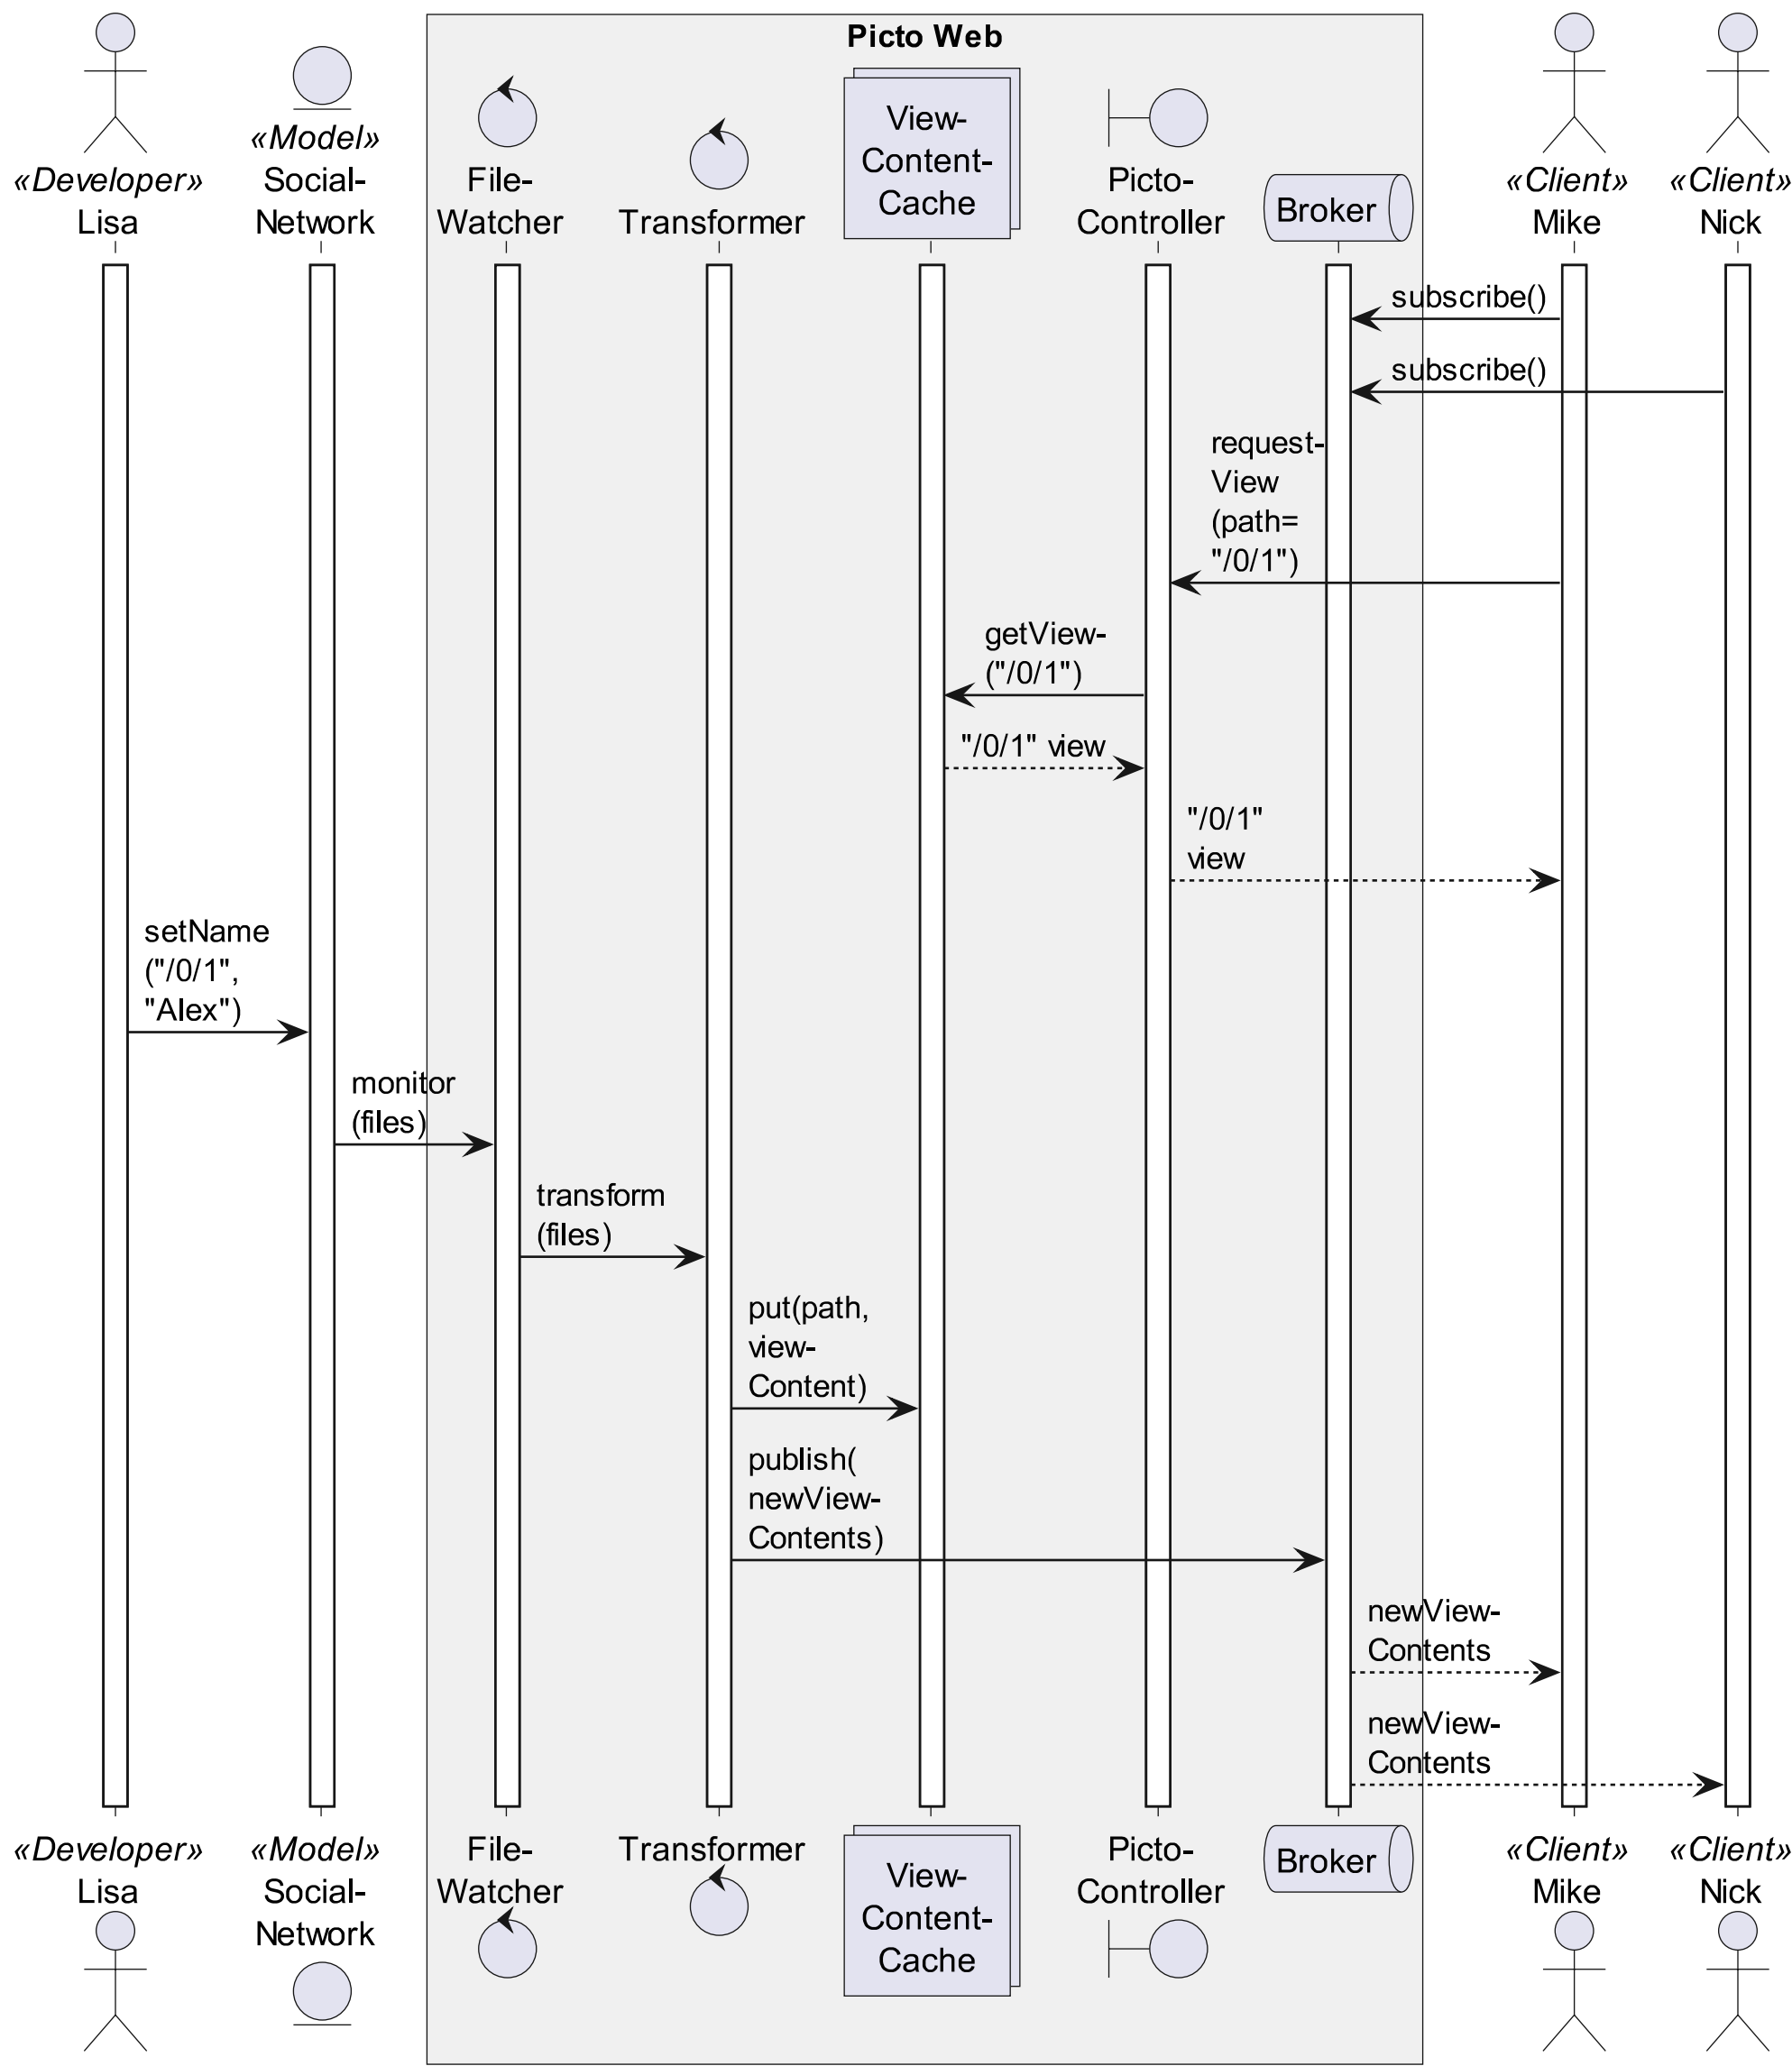 Picto Web
«Developer»
Lisa
«Model»
Social-
Network
File-
Watcher
Transformer
View-
Content-
Cache
Picto-
Controller
Broker
«Client»
Mike
«Client»
Nick
subscribe()
subscribe()
request-
View
(path=
"/0/1")
getView-
("/0/1")
"/0/1" view
"/0/1"
view
setName
("/0/1",
"Alex")
monitor
(files)
transform
(files)
put(path,
view-
Content)
publish(
newView-
Contents)
newView-
Contents
newView-
Contents
«Developer»
Lisa
«Model»
Social-
Network
File-
Watcher
Transformer
View-
Content-
Cache
Picto-
Controller
Broker
«Client»
Mike
«Client»
Nick